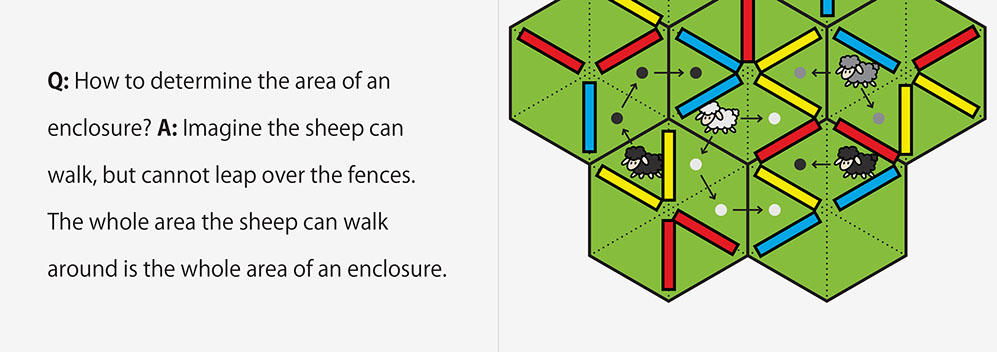 Q: How to determine the area of an
enclosure? A: Imagine the sheep can
walk, but cannot leap over the fences.
The whole area the sheep can walk
around is the whole area of an enclosure.